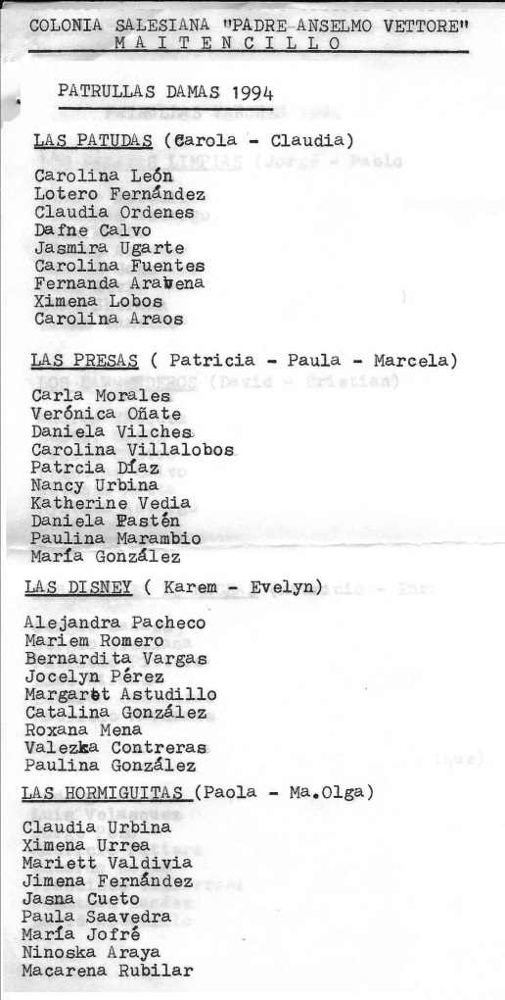 COLONIA SALESIANA "PADRE ANSELMO VETTORE"
M A I T E N C I L L O
PATRULLAS DAMAS 1994
LAS PATUDAS (Carola - Claudia)
Carolina León
Lotero Fernández
Claudia Ordenes
Dafne Calvo
Jasmira Ugarte
Carolina Fuentes
Fernanda Aravena
Ximena Lobos
Carolina Araos
LAS PRESAS ( Patricia - Paula - Marcela)
Carla Morales
Verónica Oñate
Daniela Vilches
Carolina Villalobos
Patrcia Díaz
Nancy Urbina
Katherine Vedia
Daniela Pastén
Paulina Marambio
María González
LAS DISNEY ( Karem - Evelyn)
Alejandra Pacheco
Mariem Romero
Bernardita Vargas
Jocelyn Pérez
Margaret Astudillo
Catalina González
Roxana Mena
Valezka Contreras
Paulina González
LAS HORMIGUITAS (Paola - Ma.Olga)
Claudia Urbina
Ximena Urrea
Mariett Valdivia
Jimena Fernández
Jasna Cueto
Paula Saavedra
María Jofré
Ninoska Araya
Macarena Rubilar